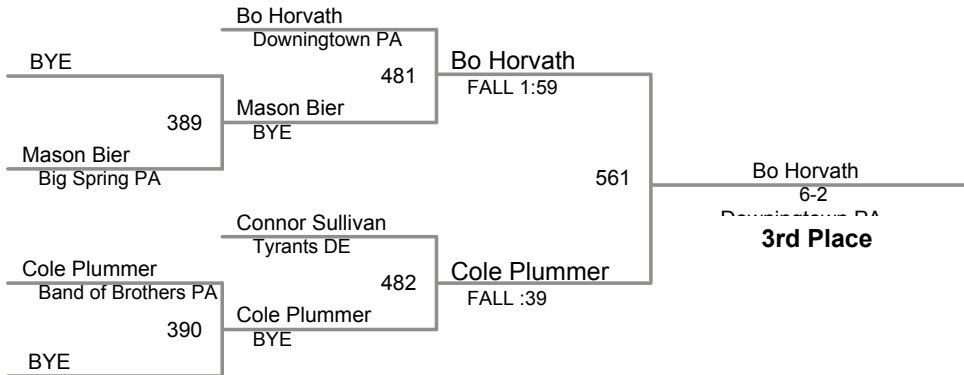 Bo Horvath
Downingtown PA
BYE
481
Bo Horvath
FALL 1:59
389
Mason Bier
BYE
Mason Bier
Big Spring PA
561
Bo Horvath
6-2
Downingtown PA
3rd Place
Connor Sullivan
Tyrants DE
Cole Plummer
Band of Brothers PA
482
Cole Plummer
FALL :39
390
Cole Plummer
BYE
BYE